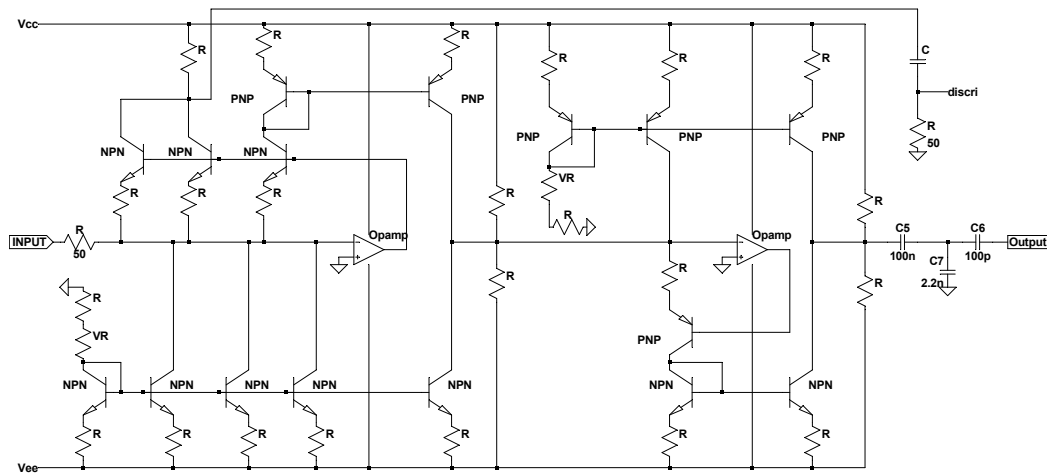 Vcc
R R R R R R
R C
PNP PNP discri
PNP PNP PNP R
50
NPN NPN NPN
R R R R VR R
R
INPUT R 50 Opamp Opamp C5 C6 Output
100n 100p
C7
2.2n
R R R R
VR
PNP
NPN NPN NPN NPN NPN NPN NPN
R R R R R R R
Vee